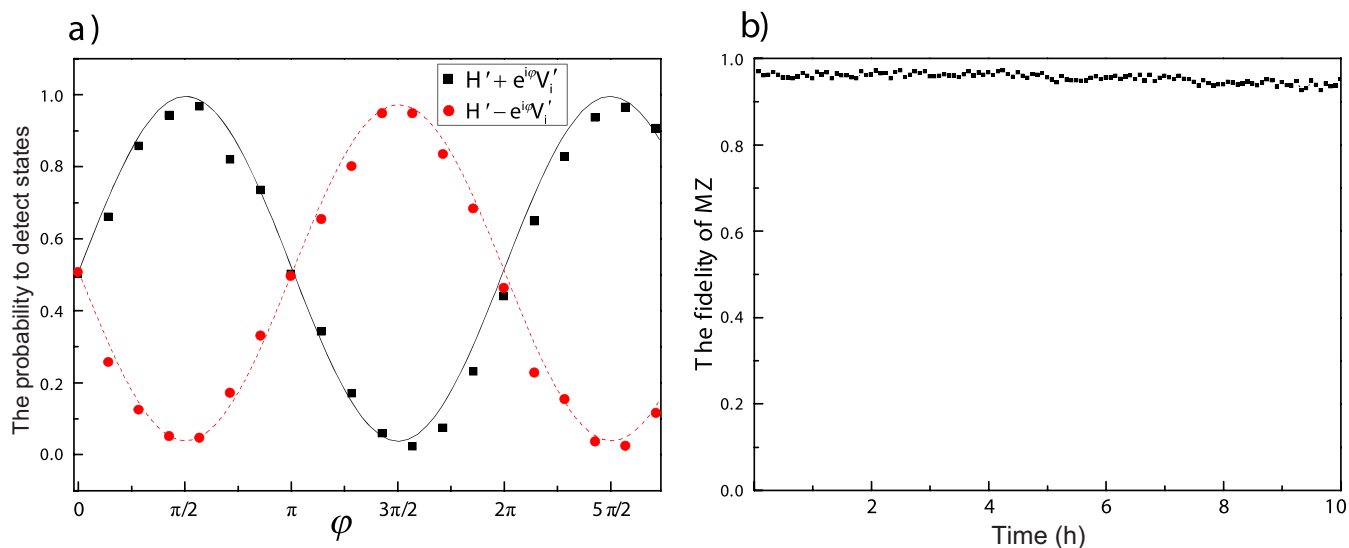 a)
H′+e^{iφ}V_i′
H′−e^{iφ}V_i′
The probability to detect states
1.0
0.8
0.6
0.4
0.2
0.0
0 π/2 π 3π/2 2π 5π/2
φ
b)
The fidelity of MZ
1.0
0.8
0.6
0.4
0.2
0.0
2 4 6 8 10
Time (h)